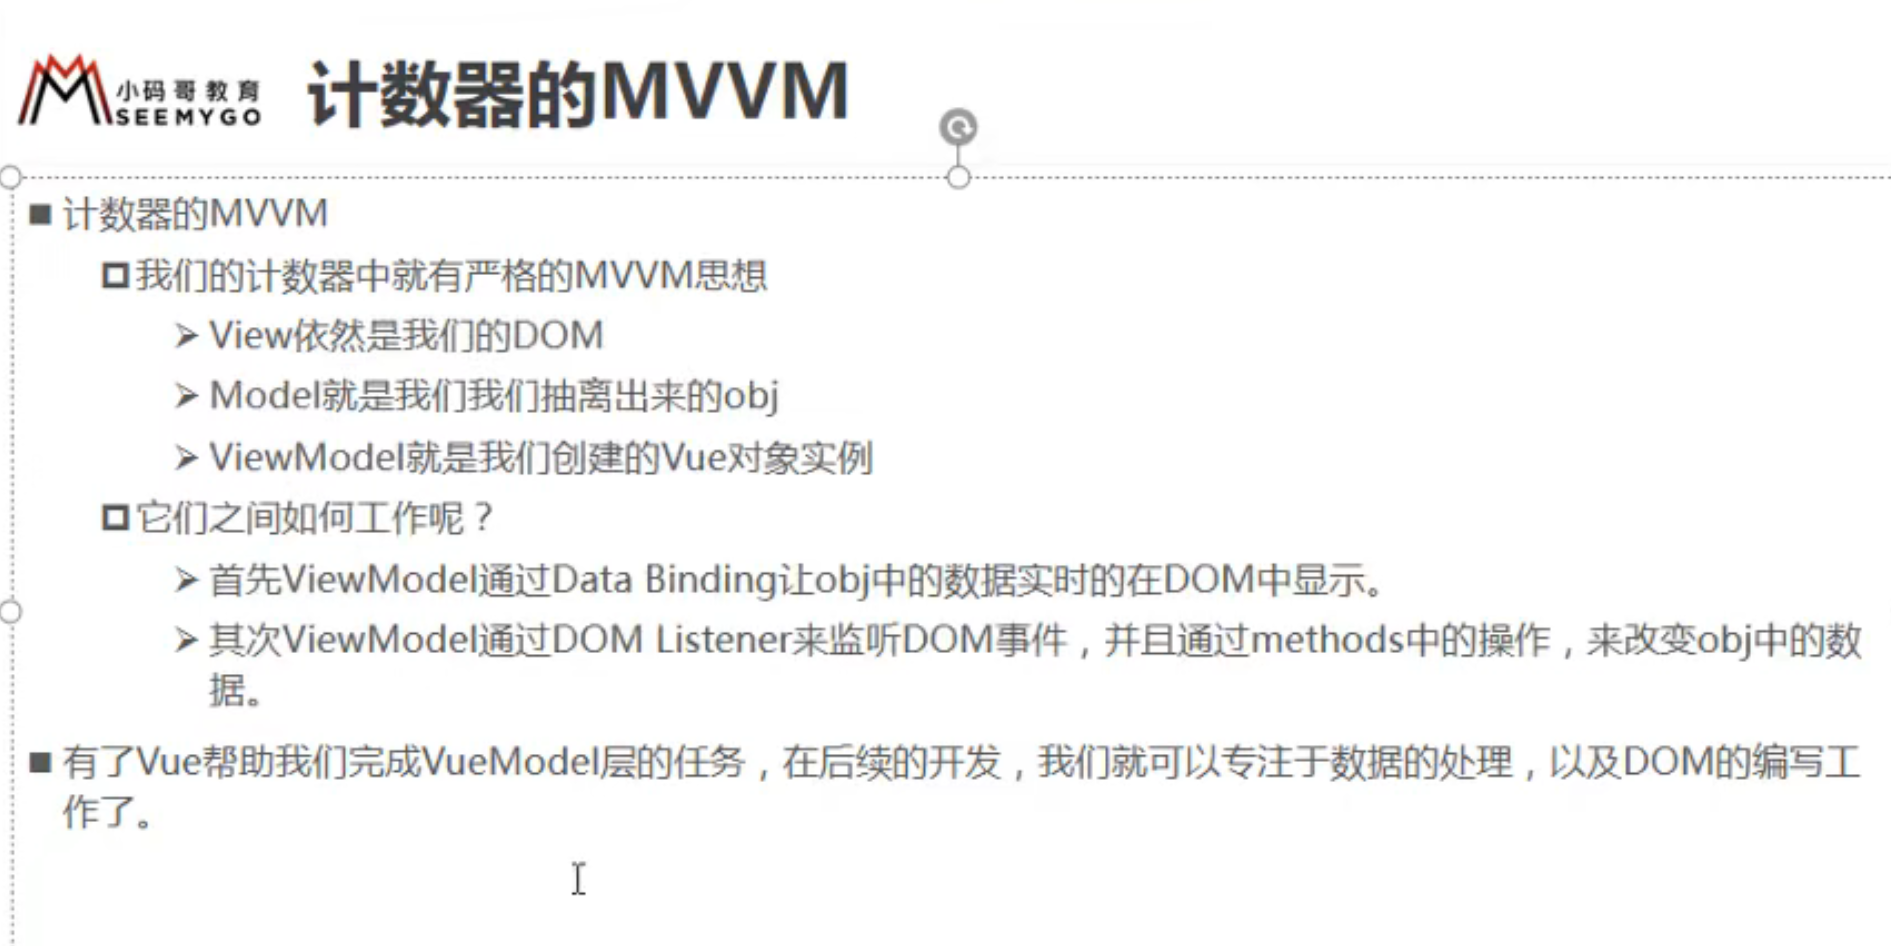 小码哥教育
SEEMYGO
计数器的MVVM
计数器的MVVM
我们的计数器中就有严格的MVVM思想
View依然是我们的DOM
Model就是我们我们抽离出来的obj
ViewModel就是我们创建的Vue对象实例
它们之间如何工作呢？
首先ViewModel通过Data Binding让obj中的数据实时的在DOM中显示。
其次ViewModel通过DOM Listener来监听DOM事件，并且通过methods中的操作，来改变obj中的数
据。
有了Vue帮助我们完成VueModel层的任务，在后续的开发，我们就可以专注于数据的处理，以及DOM的编写工
作了。